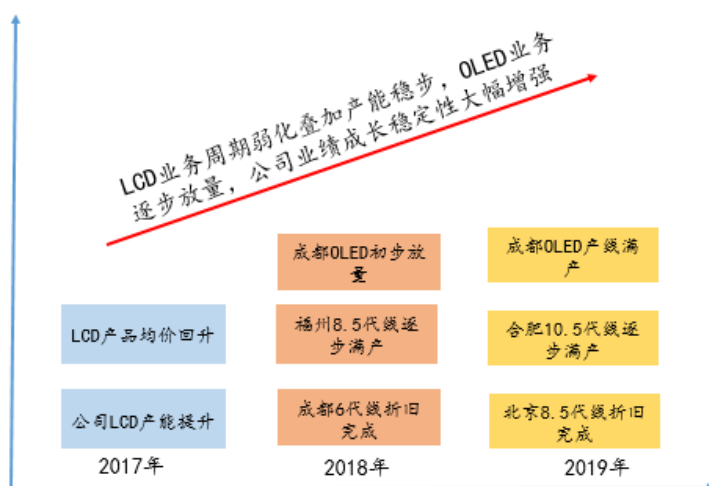 LCD业务周期弱化叠加产能稳步，OLED业务
逐步放量，公司业绩成长稳定性大幅增强
成都OLED初步放
量
成都OLED产线满
产
LCD产品均价回升
福州8.5代线逐
步满产
合肥10.5代线逐
步满产
公司LCD产能提升
成都6代线折旧
完成
北京8.5代线折旧
完成
2017年
2018年
2019年